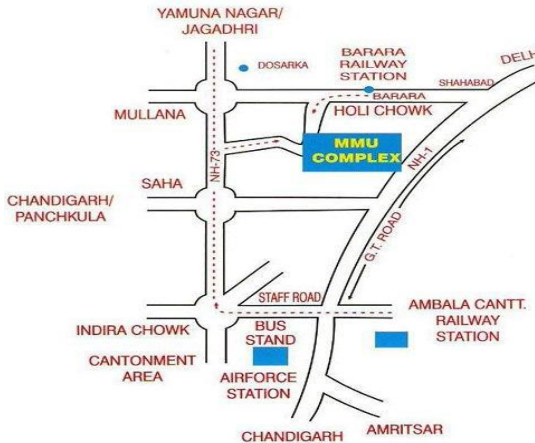 YAMUNA NAGAR/
JAGADHRI
DOSARKA
BARARA
RAILWAY
STATION
DELH
SHAHABAD
BARARA
MULLANA
HOLI CHOWK
MMU
COMPLEX
NH-73
NH-1
SAHA
CHANDIGARH/
PANCHKULA
G.T. ROAD
STAFF ROAD
INDIRA CHOWK
BUS
STAND
AMBALA CANTT.
RAILWAY
STATION
CANTONMENT
AREA
AIRFORCE
STATION
CHANDIGARH
AMRITSAR